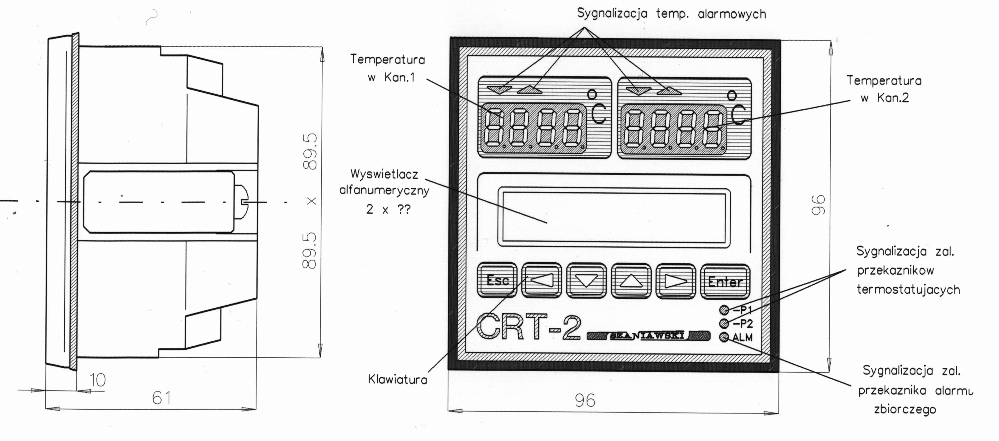 Sygnalizacja temp. alarmowych
Temperatura
w Kan.1
Temperatura
w Kan.2
°C
°C
89.5 x 89.5
Wyswietlacz
alfanumeryczny
2 x ??
96
Esc
Enter
Sygnalizacja zal.
przekaznikow
termostatujacych
-P1
-P2
ALM
CRT-2
SZANIAWSKI
Klawiatura
Sygnalizacja zal.
przekaznika alarmu
zbiorczego
10
61
96